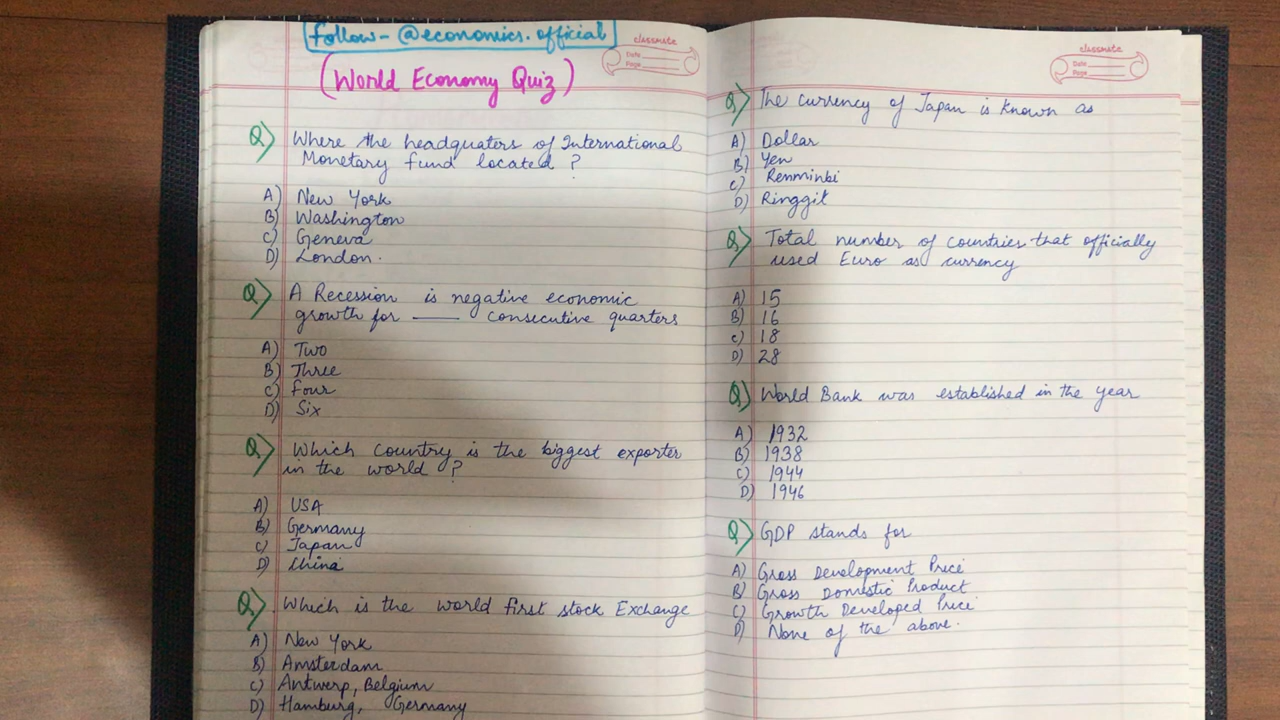 follow - @economics.official
(World Economy Quiz)
classmate
Date
Page
Q) Where the headquaters of International
Monetary fund located ?
A) New York
B) Washington
C) Geneva
D) London.
Q) A Recession is negative economic
growth for ____ consecutive quarters
A) Two
B) Three
C) Four
D) Six
Q) Which country is the biggest exporter
in the world ?
A) USA
B) Germany
C) Japan
D) China
Q) Which is the world first stock Exchange
A) New York
B) Amsterdam
C) Antwerp, Belgium
D) Hamburg, Germany
classmate
Date
Page
Q) The currency of Japan is known as
A) Dollar
B) Yen
C) Renminbi
D) Ringgit
Q) Total number of countries that officially
used Euro as currency
A) 15
B) 16
C) 18
D) 28
Q) World Bank was established in the year
A) 1932
B) 1938
C) 1944
D) 1946
Q) GDP stands for
A) Gross Development Price
B) Gross Domestic Product
C) Growth Developed Price
D) None of the above.